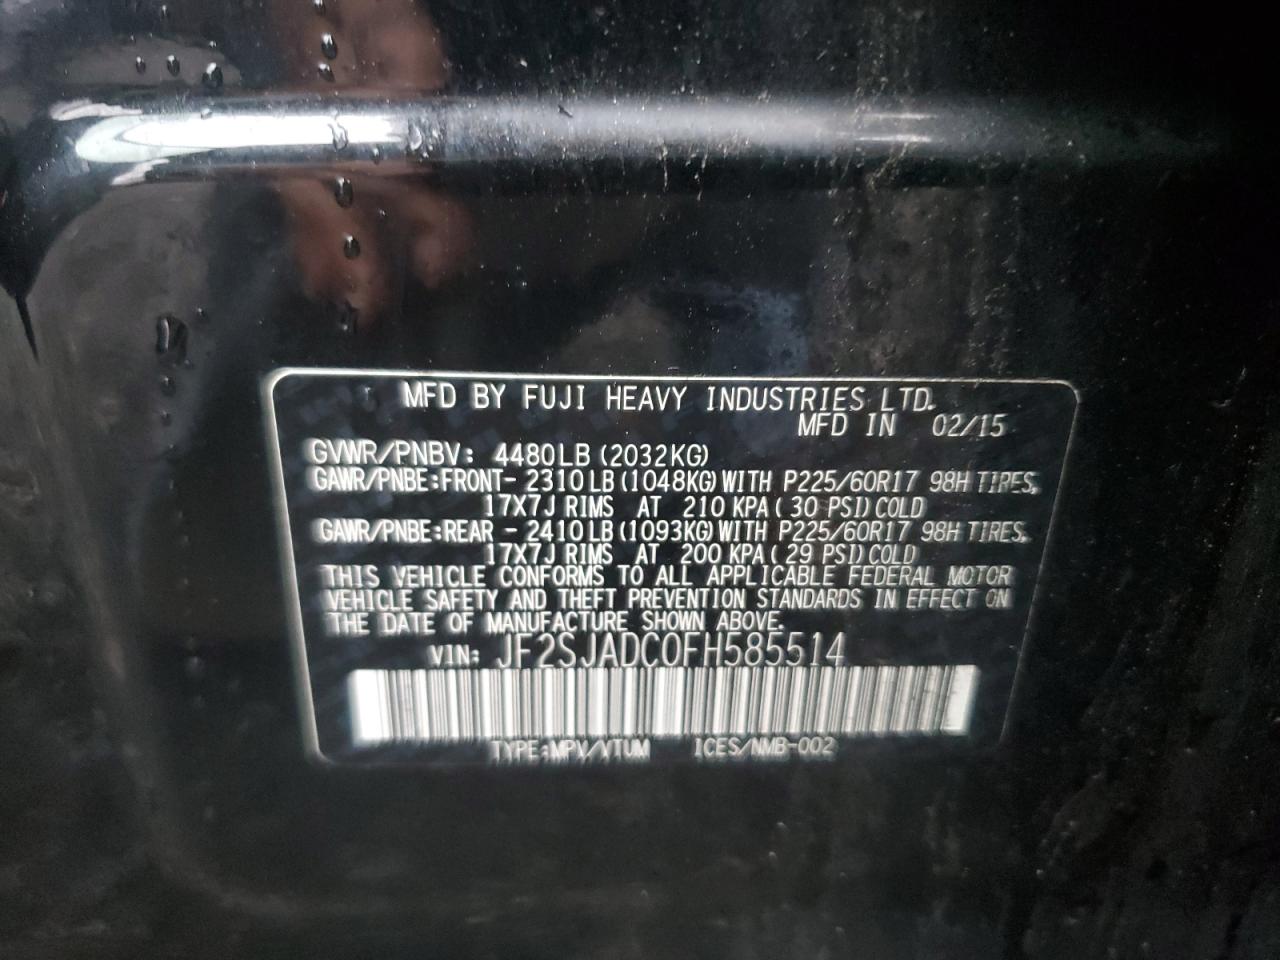 MFD BY FUJI HEAVY INDUSTRIES LTD.
MFD IN 02/15
GVWR/PNBV: 4480LB (2032KG)
GAWR/PNBE:FRONT- 2310LB (1048KG) WITH P225/60R17 98H TIRES,
17X7J RIMS AT 210 KPA ( 30 PSI) COLD
GAWR/PNBE:REAR - 2410LB (1093KG) WITH P225/60R17 98H TIRES,
17X7J RIMS AT 200 KPA ( 29 PSI) COLD
THIS VEHICLE CONFORMS TO ALL APPLICABLE FEDERAL MOTOR
VEHICLE SAFETY AND THEFT PREVENTION STANDARDS IN EFFECT ON
THE DATE OF MANUFACTURE SHOWN ABOVE.
VIN: JF2SJADC0FH585514
TYPE:MPV/VTUM ICES/NMB-002